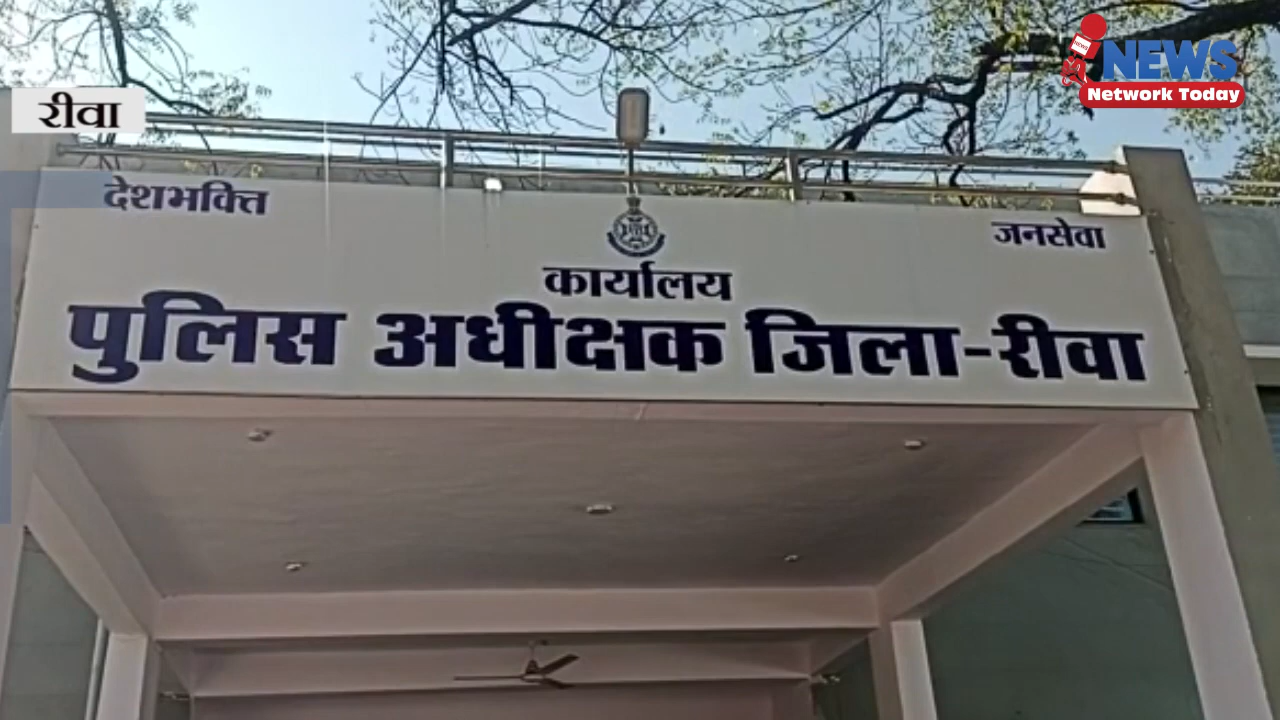 NEWS
Network Today
रीवा
देशभक्ति
जनसेवा
कार्यालय
पुलिस अधीक्षक जिला-रीवा